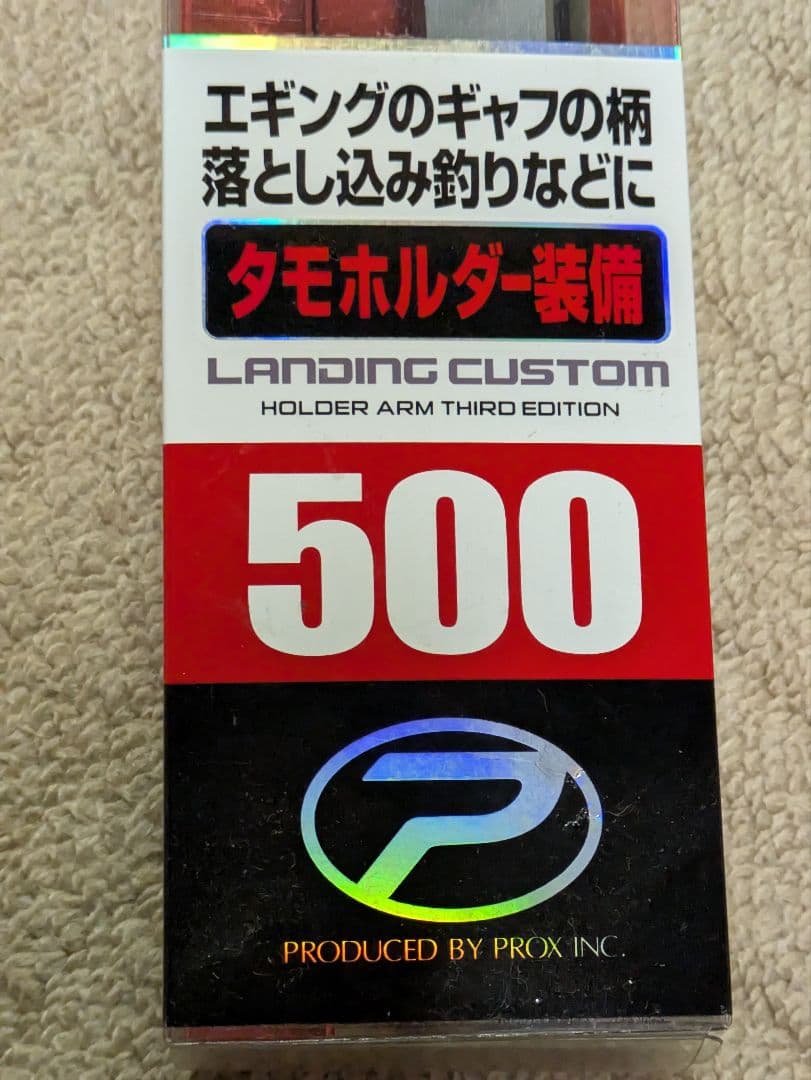 エギングのギャフの柄
落とし込み釣りなどに
タモホルダー装備
LANDING CUSTOM
HOLDER ARM THIRD EDITION
500
P
PRODUCED BY PROX INC.